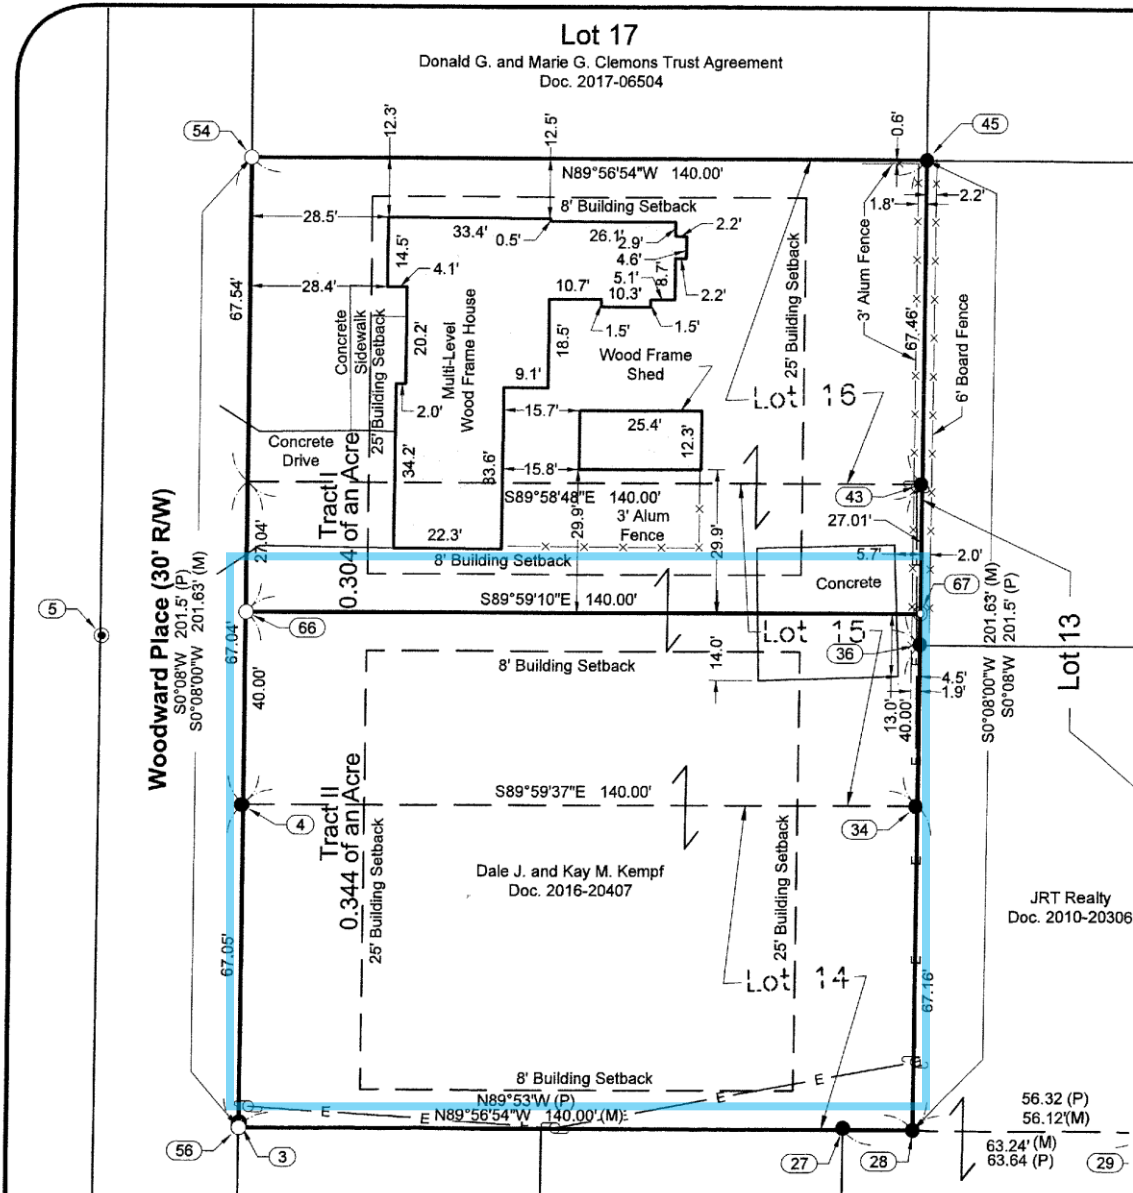 Lot 17
Donald G. and Marie G. Clemons Trust Agreement
Doc. 2017-06504
54
12.3'
12.5'
0.6'
45
N89°56'54"W 140.00'
8' Building Setback
1.8'
2.2'
28.5'
33.4'
0.5'
26.1'
2.2'
2.9'
4.6'
14.5'
4.1'
28.4'
5.1'
8.7'
10.7'
10.3'
2.2'
1.5'
1.5'
67.54'
Concrete
Sidewalk
25' Building Setback
20.2'
Multi-Level
Wood Frame House
18.5'
Wood Frame
Shed
25' Building Setback
3' Alum Fence
67.46'
6' Board Fence
9.1'
2.0'
15.7'
25.4'
12.3'
Lot 16
Concrete
Drive
34.2'
33.6'
15.8'
Tract I
0.304 of an Acre
S89°58'48"E 140.00'
43
3' Alum
Fence
29.9'
29.9'
27.01'
27.04'
22.3'
5.7'
2.0'
8' Building Setback
Concrete
67
S89°59'10"E 140.00'
Woodward Place (30' R/W)
S0°08'W 201.5' (P)
S0°08'00"W 201.63' (M)
5
66
67.04'
40.00'
Lot 15
36
8' Building Setback
14.0'
13.0'
40.00'
4.5'
1.9'
S0°08'00"W 201.63' (M)
S0°08'W 201.5' (P)
Lot 13
S89°59'37"E 140.00'
4
34
Tract II
0.344 of an Acre
25' Building Setback
25' Building Setback
Dale J. and Kay M. Kempf
Doc. 2016-20407
JRT Realty
Doc. 2010-20306
67.05'
Lot 14
67.16'
8' Building Setback
E
E
N89°53'W (P)
E
E
N89°56'54"W 140.00' (M)
E
56.32 (P)
56.12'(M)
56
3
27
28
63.24' (M)
63.64 (P)
29